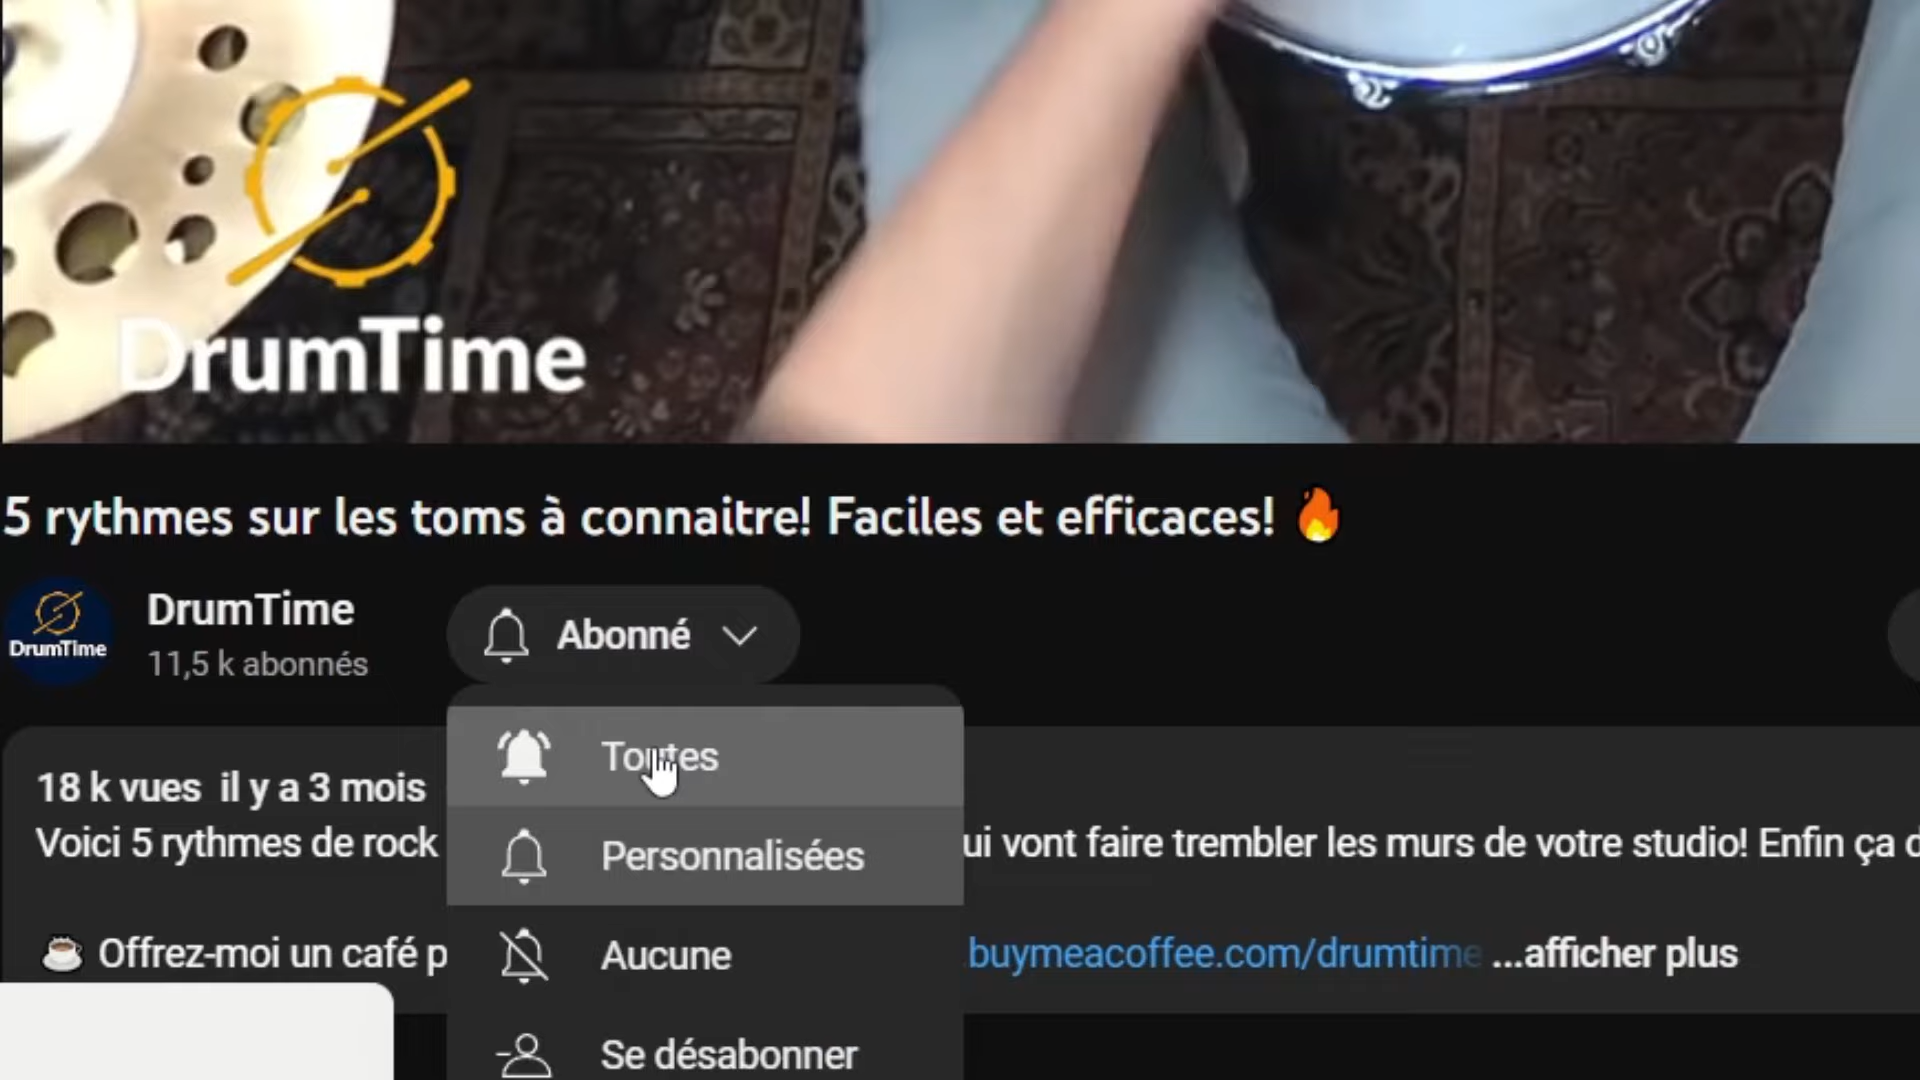 DrumTime
5 rythmes sur les toms à connaitre! Faciles et efficaces! 🔥
DrumTime
DrumTime
11,5 k abonnés
Abonné
18 k vues il y a 3 mois
Toutes
Personnalisées
Aucune
Se désabonner
Voici 5 rythmes de rock ui vont faire trembler les murs de votre studio! Enfin ça d
☕ Offrez-moi un café p .buymeacoffee.com/drumtime ...afficher plus